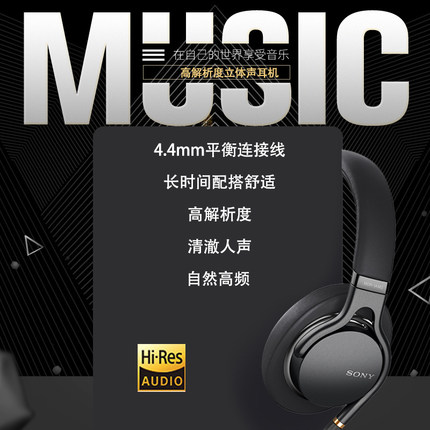 MUSIC
在自己的世界享受音乐
高解析度立体声耳机
4.4mm平衡连接线
长时间配搭舒适
高解析度
清澈人声
自然高频
Hi-Res
AUDIO
SONY